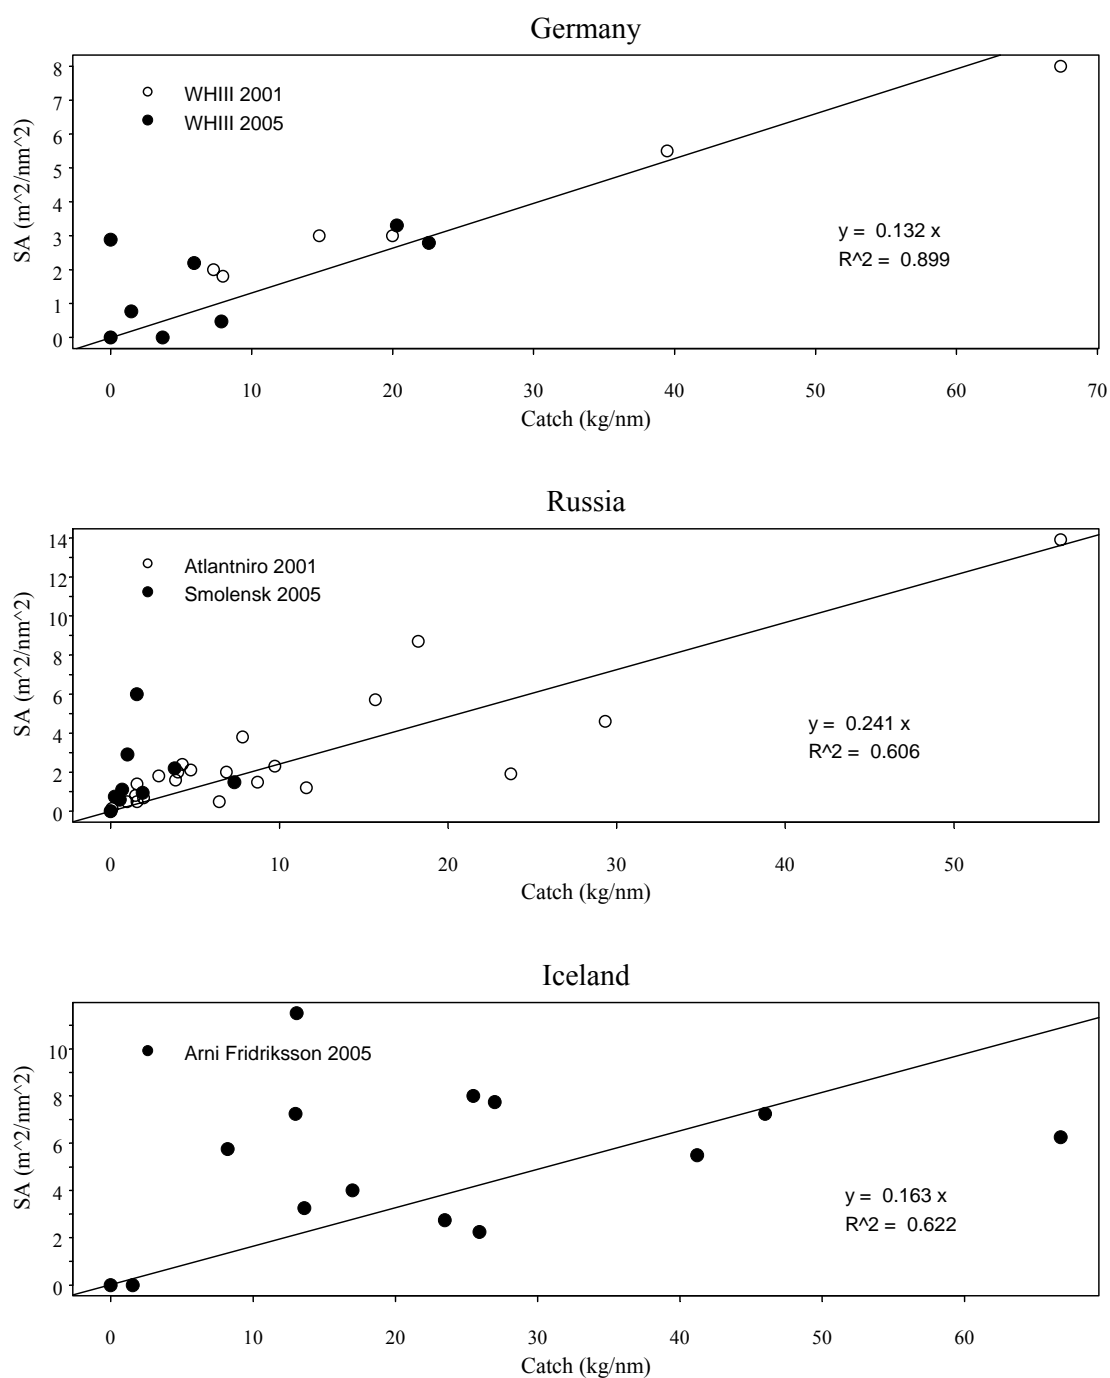 Germany
8
7
6
5
4
3
2
1
0
SA (m^2/nm^2)
WHIII 2001
WHIII 2005
y = 0.132 x
R^2 = 0.899
0 10 20 30 40 50 60 70
Catch (kg/nm)
Russia
14
12
10
8
6
4
2
0
SA (m^2/nm^2)
Atlantniro 2001
Smolensk 2005
y = 0.241 x
R^2 = 0.606
0 10 20 30 40 50
Catch (kg/nm)
Iceland
10
8
6
4
2
0
SA (m^2/nm^2)
Arni Fridriksson 2005
y = 0.163 x
R^2 = 0.622
0 10 20 30 40 50 60
Catch (kg/nm)